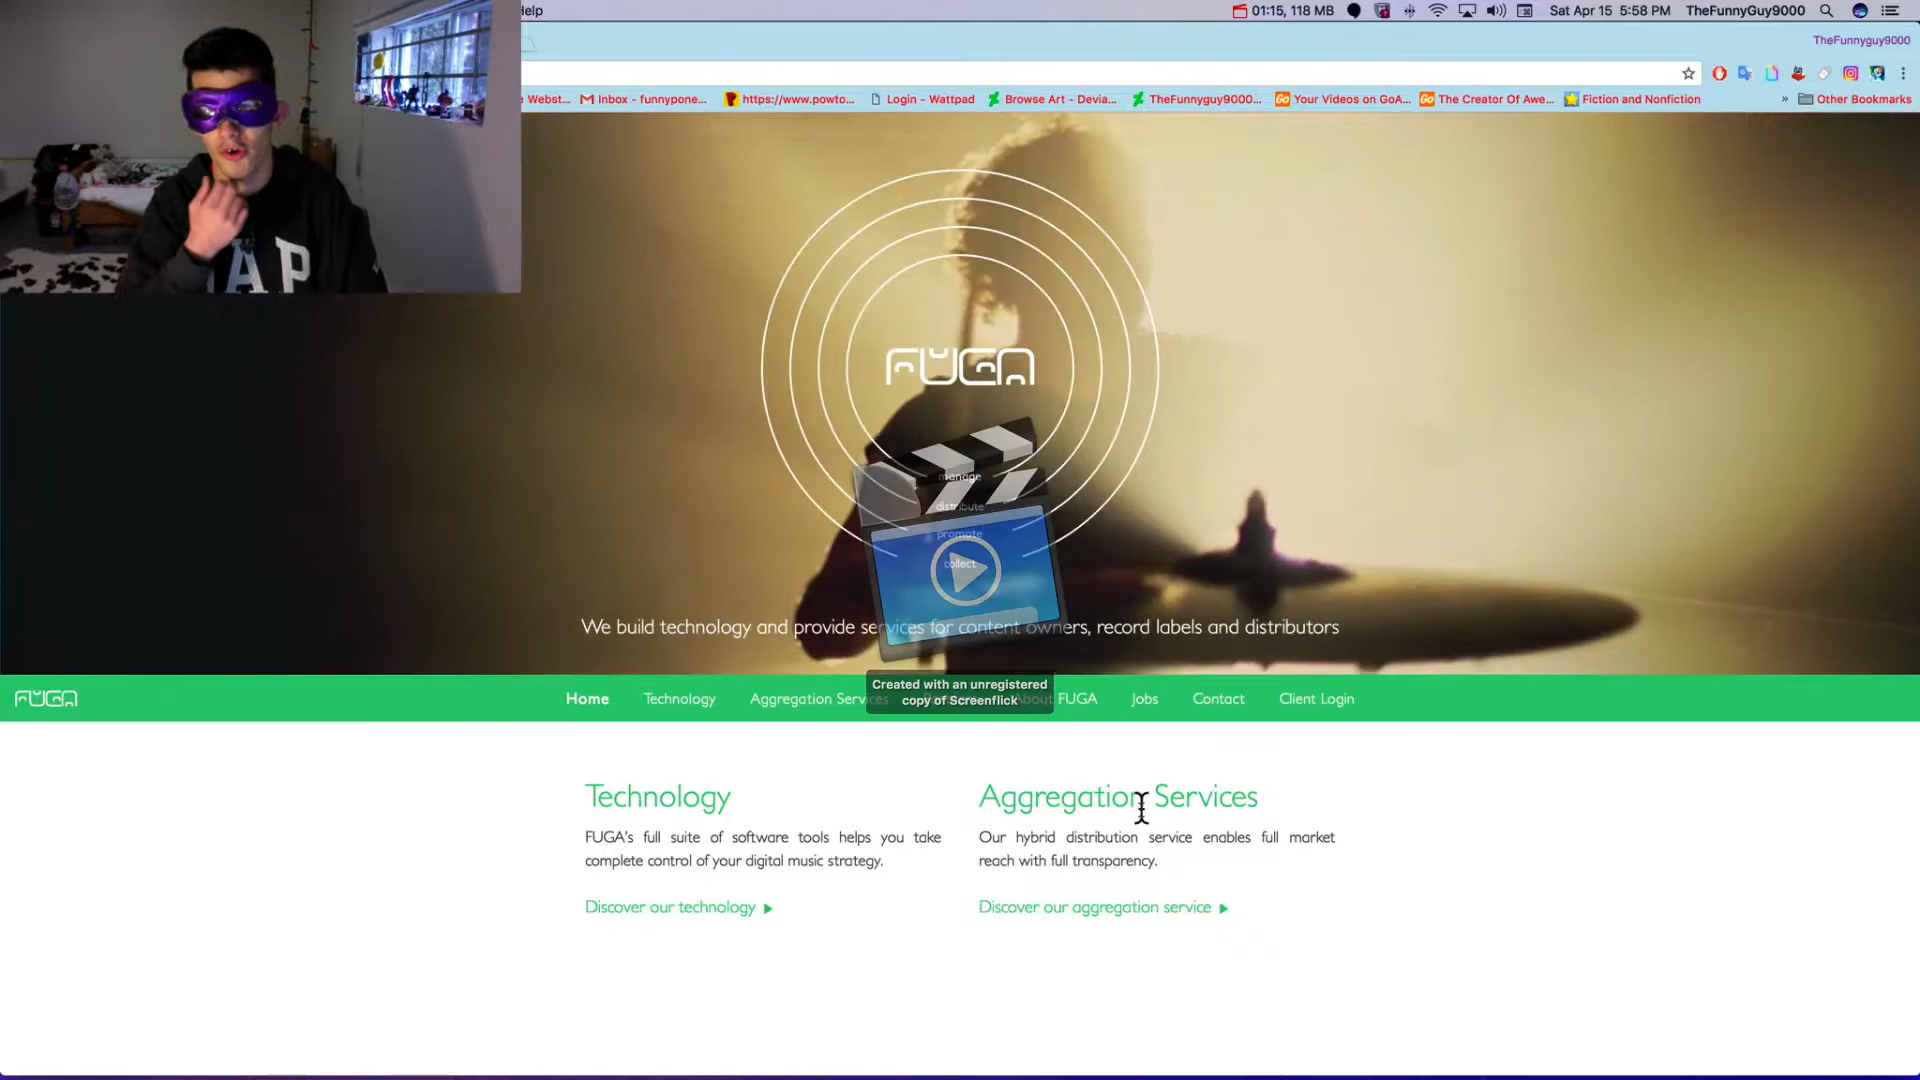 Help
01:15, 118 MB
Sat Apr 15 5:58 PM
TheFunnyGuy9000
TheFunnyguy9000
e Webst...
Inbox - funnypone...
https://www.powto...
Login - Wattpad
Browse Art - Devia...
TheFunnyguy9000...
Your Videos on GoA...
The Creator Of Awe...
Fiction and Nonfiction
»
Other Bookmarks
AP
FUGA
manage
distribute
promote
collect
We build technology and provide services for content owners, record labels and distributors
FUGA
Home
Technology
Aggregation Services
About FUGA
Jobs
Contact
Client Login
Created with an unregistered
copy of Screenflick
Technology
FUGA's full suite of software tools helps you take
complete control of your digital music strategy.
Discover our technology
Aggregation Services
Our hybrid distribution service enables full market
reach with full transparency.
Discover our aggregation service